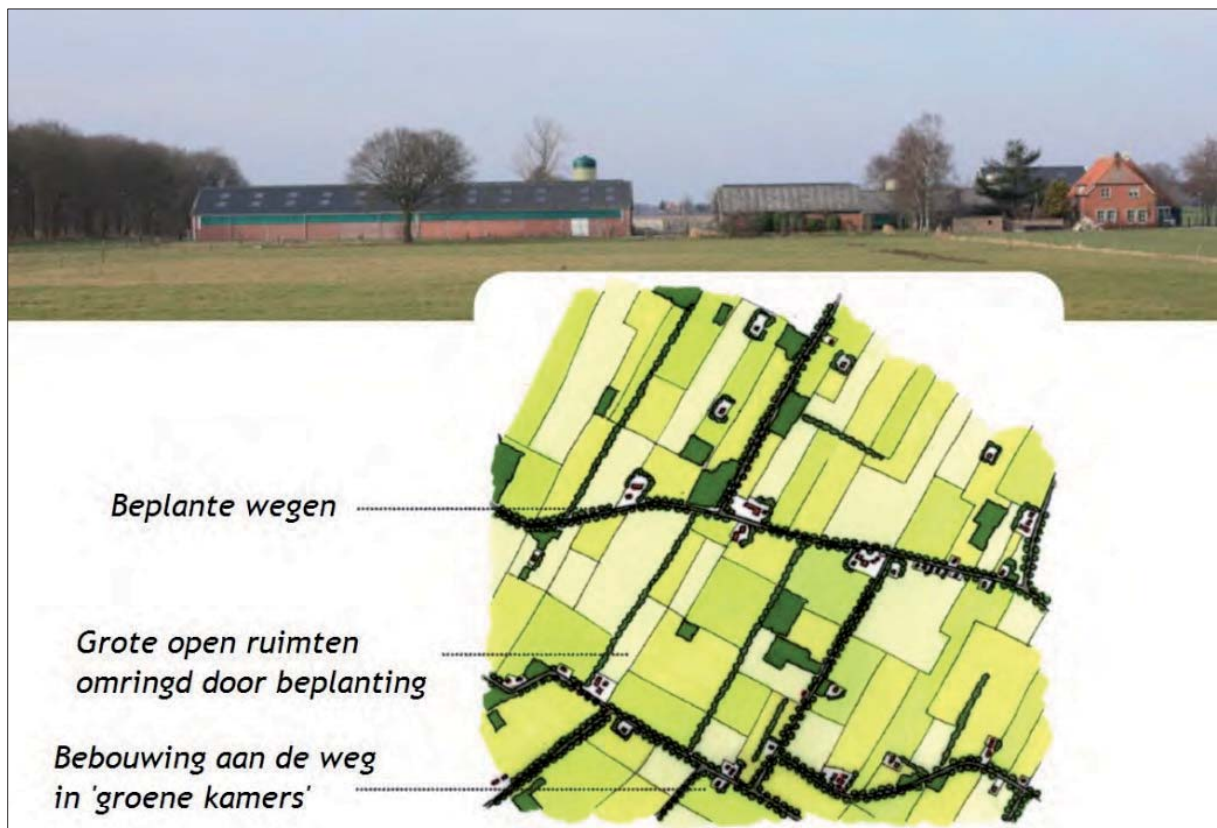 Beplante wegen
Grote open ruimten
omringd door beplanting
Bebouwing aan de weg
in 'groene kamers'